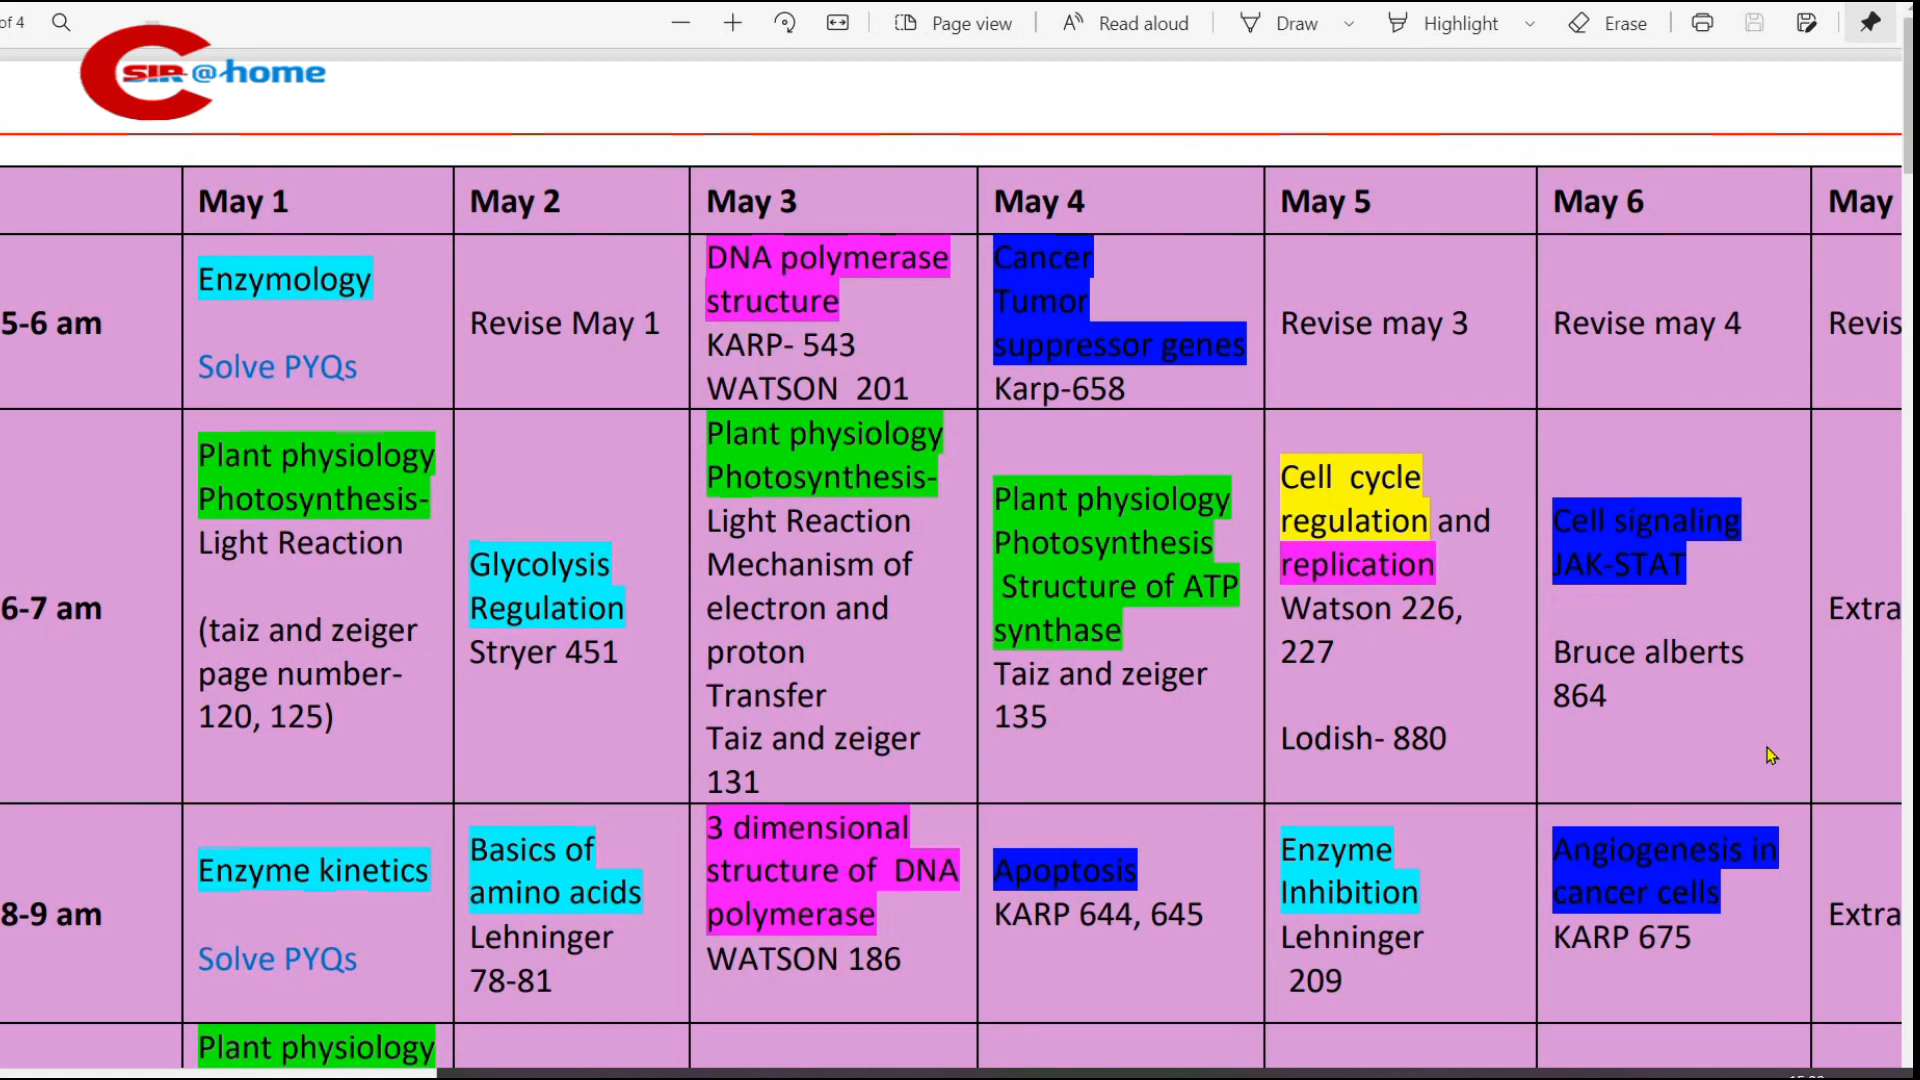 of 4
Page view
Read aloud
Draw
Highlight
Erase
CSIR@home
May 1
May 2
May 3
May 4
May 5
May 6
May
5-6 am
Enzymology
Solve PYQs
Revise May 1
DNA polymerase
structure
KARP- 543
WATSON 201
Cancer
Tumor
suppressor genes
Karp-658
Revise may 3
Revise may 4
Revis
6-7 am
Plant physiology
Photosynthesis-
Light Reaction
(taiz and zeiger
page number-
120, 125)
Glycolysis
Regulation
Stryer 451
Plant physiology
Photosynthesis-
Light Reaction
Mechanism of
electron and
proton
Transfer
Taiz and zeiger
131
Plant physiology
Photosynthesis
Structure of ATP
synthase
Taiz and zeiger
135
Cell cycle
regulation and
replication
Watson 226,
227
Lodish- 880
Cell signaling
JAK-STAT
Bruce alberts
864
Extra
8-9 am
Enzyme kinetics
Solve PYQs
Basics of
amino acids
Lehninger
78-81
3 dimensional
structure of DNA
polymerase
WATSON 186
Apoptosis
KARP 644, 645
Enzyme
Inhibition
Lehninger
209
Angiogenesis in
cancer cells
KARP 675
Extra
Plant physiology